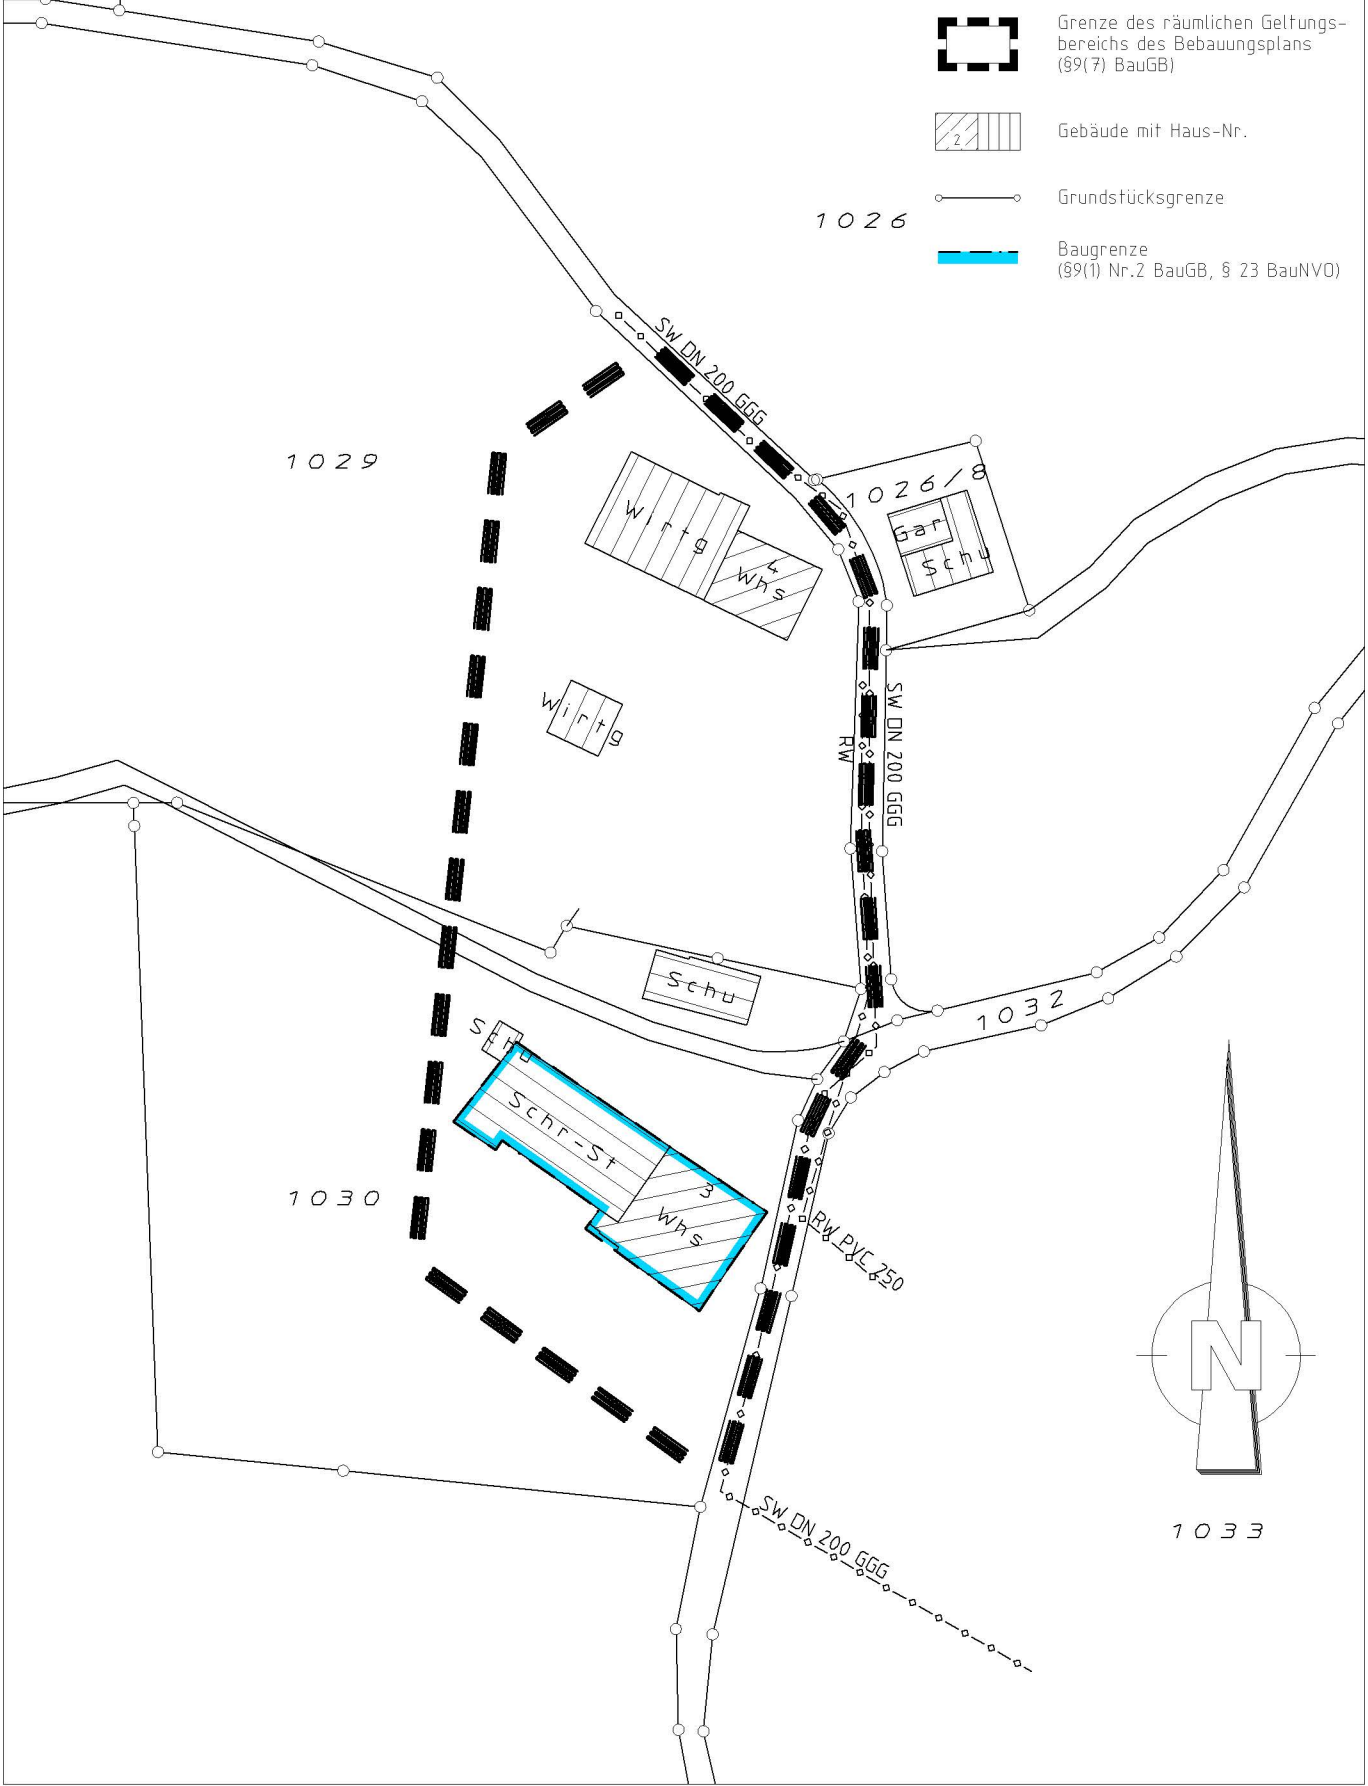 Grenze des räumlichen Geltungs-
bereichs des Bebauungsplans
(§9(7) BauGB)
2
Gebäude mit Haus-Nr.
Grundstücksgrenze
Baugrenze
(§9(1) Nr.2 BauGB, § 23 BauNVO)
1026
SW DN 200 GGG
1029
1026/8
Wirtg
Gar
Schu
4
Whs
Wirtg
SW DN 200 GGG
RW
Schu
1032
Schu
Schr-St
3
Whs
1030
RW PVC 250
N
SW DN 200 GGG
1033